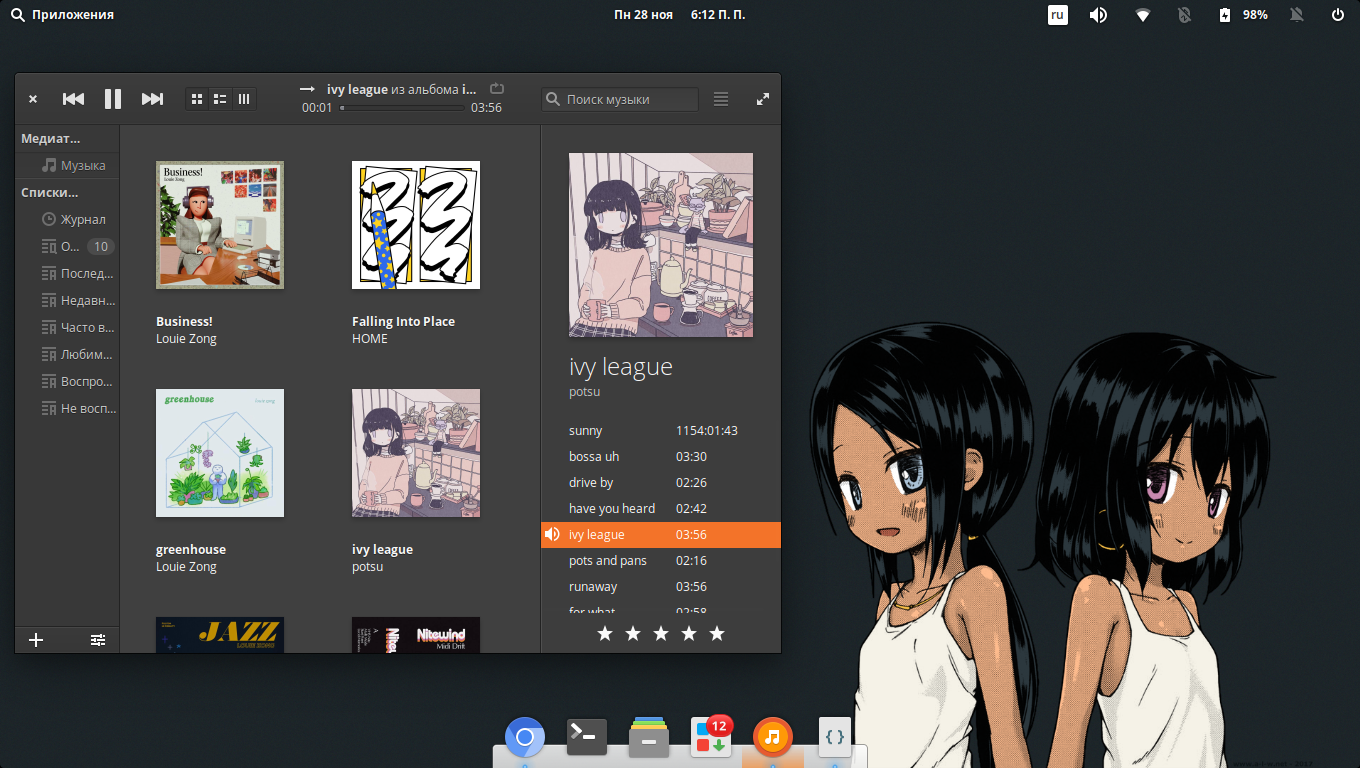 Приложения
Пн 28 ноя 6:12 П. П.
ru
98%
ivy league из альбома i...
00:01
03:56
Поиск музыки
Медиат...
Музыка
Списки...
Журнал
О... 10
Послед...
Недавн...
Часто в...
Любим...
Воспро...
Не восп...
Business!
Louie Zong
Business!
Louie Zong
Falling Into Place
HOME
greenhouse
greenhouse
Louie Zong
ivy league
potsu
JAZZ
LOUIE ZONG
Nitewind
Midi Drift
ivy league
potsu
sunny 1154:01:43
bossa uh 03:30
drive by 02:26
have you heard 02:42
ivy league 03:56
pots and pans 02:16
runaway 03:56
for what 02:58
12